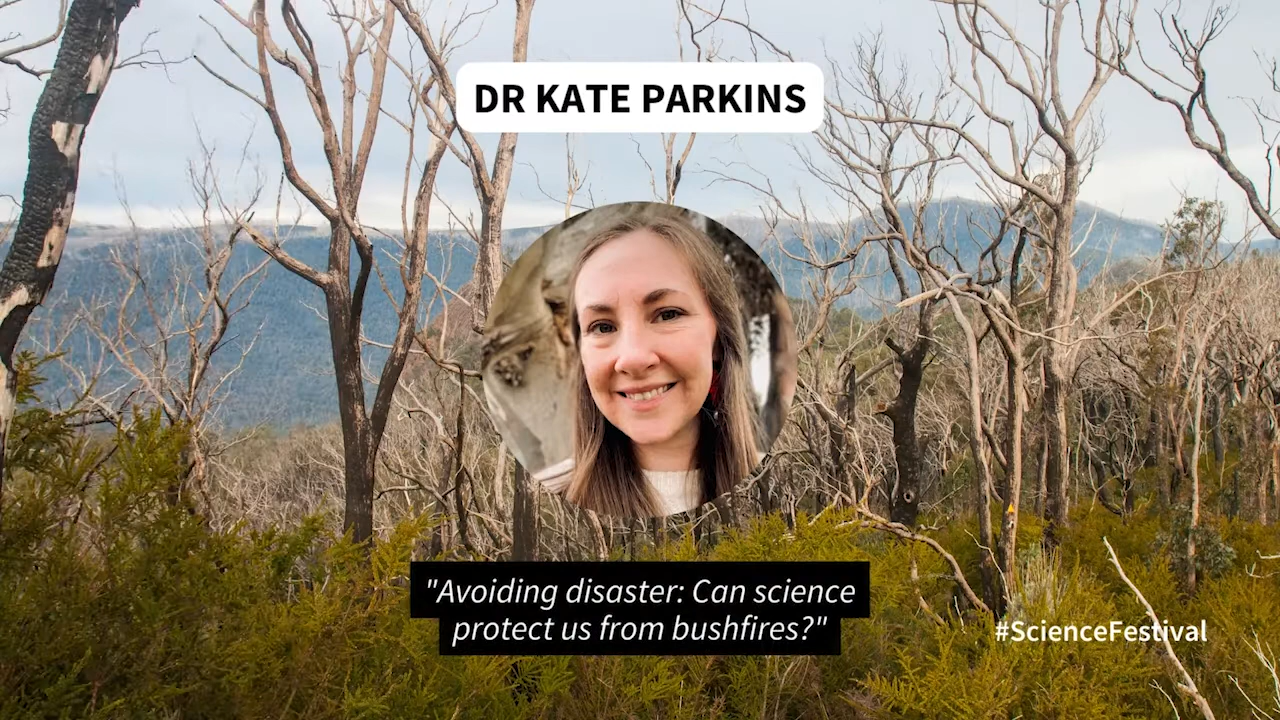 DR KATE PARKINS
"Avoiding disaster: Can science
protect us from bushfires?"
#ScienceFestival